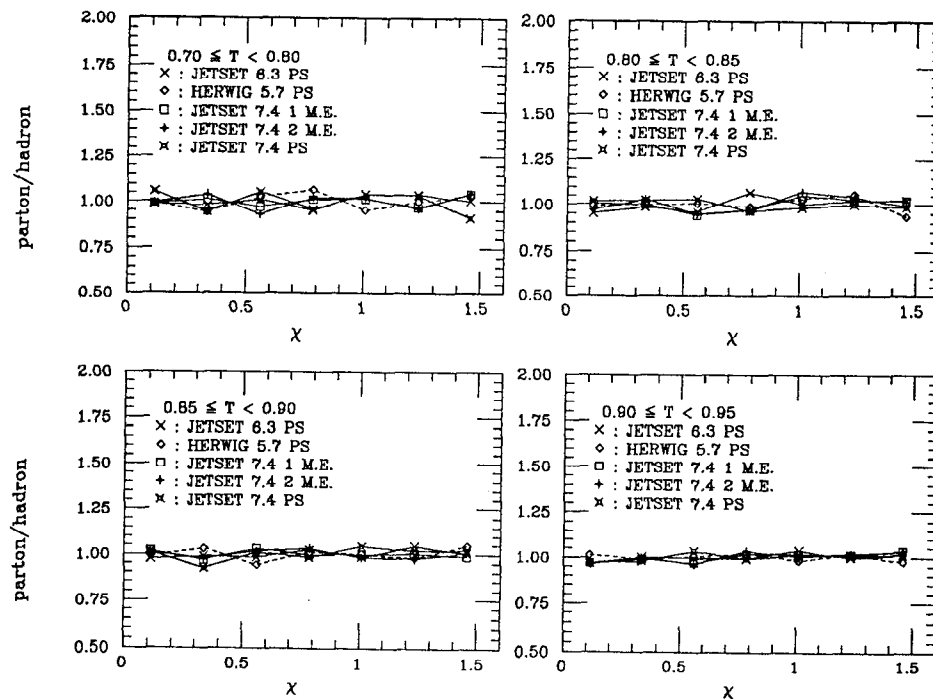 2.00
1.75
1.50
1.25
1.00
0.75
0.50
parton/hadron
0.70 ≦ T < 0.80
× : JETSET 6.3 PS
◇ : HERWIG 5.7 PS
□ : JETSET 7.4 1 M.E.
+ : JETSET 7.4 2 M.E.
✕ : JETSET 7.4 PS
0 0.5 1 1.5
χ
2.00
1.75
1.50
1.25
1.00
0.75
0.50
0.80 ≦ T < 0.85
× : JETSET 6.3 PS
◇ : HERWIG 5.7 PS
□ : JETSET 7.4 1 M.E.
+ : JETSET 7.4 2 M.E.
✕ : JETSET 7.4 PS
0 0.5 1 1.5
χ
2.00
1.75
1.50
1.25
1.00
0.75
0.50
parton/hadron
0.85 ≦ T < 0.90
× : JETSET 6.3 PS
◇ : HERWIG 5.7 PS
□ : JETSET 7.4 1 M.E.
+ : JETSET 7.4 2 M.E.
✕ : JETSET 7.4 PS
0 0.5 1 1.5
χ
2.00
1.75
1.50
1.25
1.00
0.75
0.50
0.90 ≦ T < 0.95
× : JETSET 6.3 PS
◇ : HERWIG 5.7 PS
□ : JETSET 7.4 1 M.E.
+ : JETSET 7.4 2 M.E.
✕ : JETSET 7.4 PS
0 0.5 1 1.5
χ